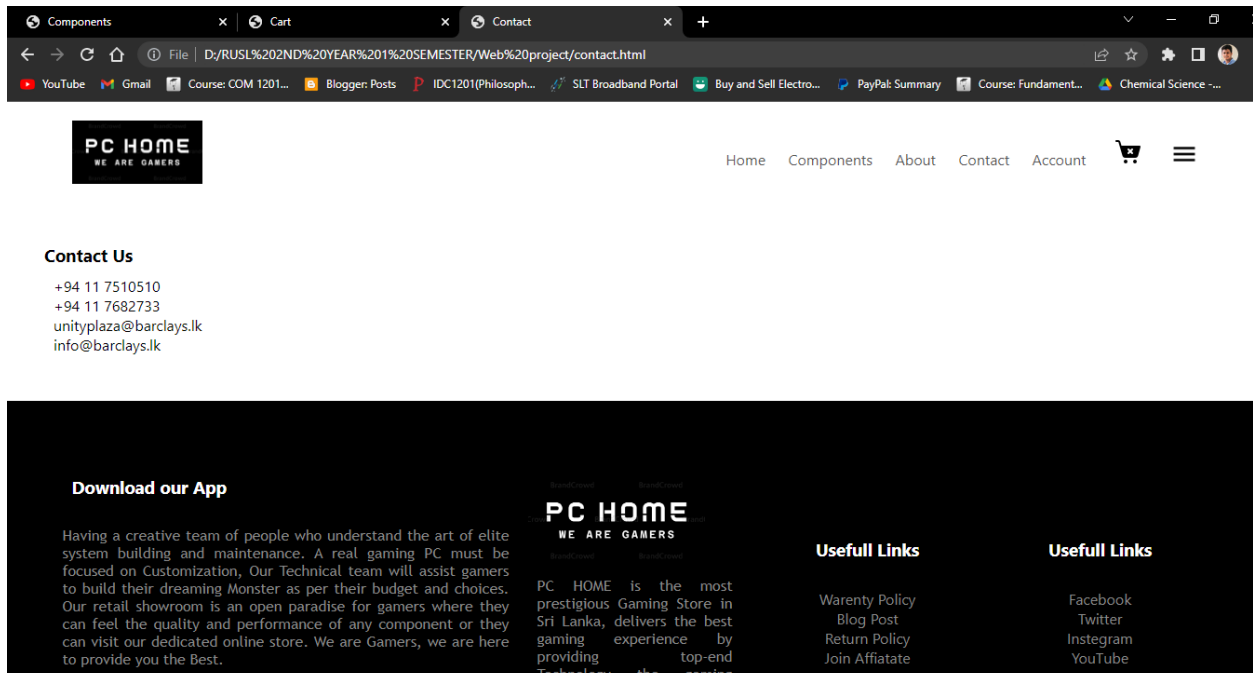 Components
Cart
Contact
File D:/RUSL%202ND%20YEAR%201%20SEMESTER/Web%20project/contact.html
YouTube Gmail Course: COM 1201... Blogger: Posts IDC1201(Philosoph... SLT Broadband Portal Buy and Sell Electro... PayPal: Summary Course: Fundament... Chemical Science -...
PC HOME
WE ARE GAMERS
Home Components About Contact Account
Contact Us
+94 11 7510510
+94 11 7682733
unityplaza@barclays.lk
info@barclays.lk
Download our App
Having a creative team of people who understand the art of elite
system building and maintenance. A real gaming PC must be
focused on Customization, Our Technical team will assist gamers
to build their dreaming Monster as per their budget and choices.
Our retail showroom is an open paradise for gamers where they
can feel the quality and performance of any component or they
can visit our dedicated online store. We are Gamers, we are here
to provide you the Best.
BrandCrowd BrandCrowd
PC HOME
WE ARE GAMERS
BrandCrowd BrandCrowd
PC HOME is the most
prestigious Gaming Store in
Sri Lanka, delivers the best
gaming experience by
providing top-end
Technology the gaming
Usefull Links
Warenty Policy
Blog Post
Return Policy
Join Affiatate
Usefull Links
Facebook
Twitter
Instegram
YouTube